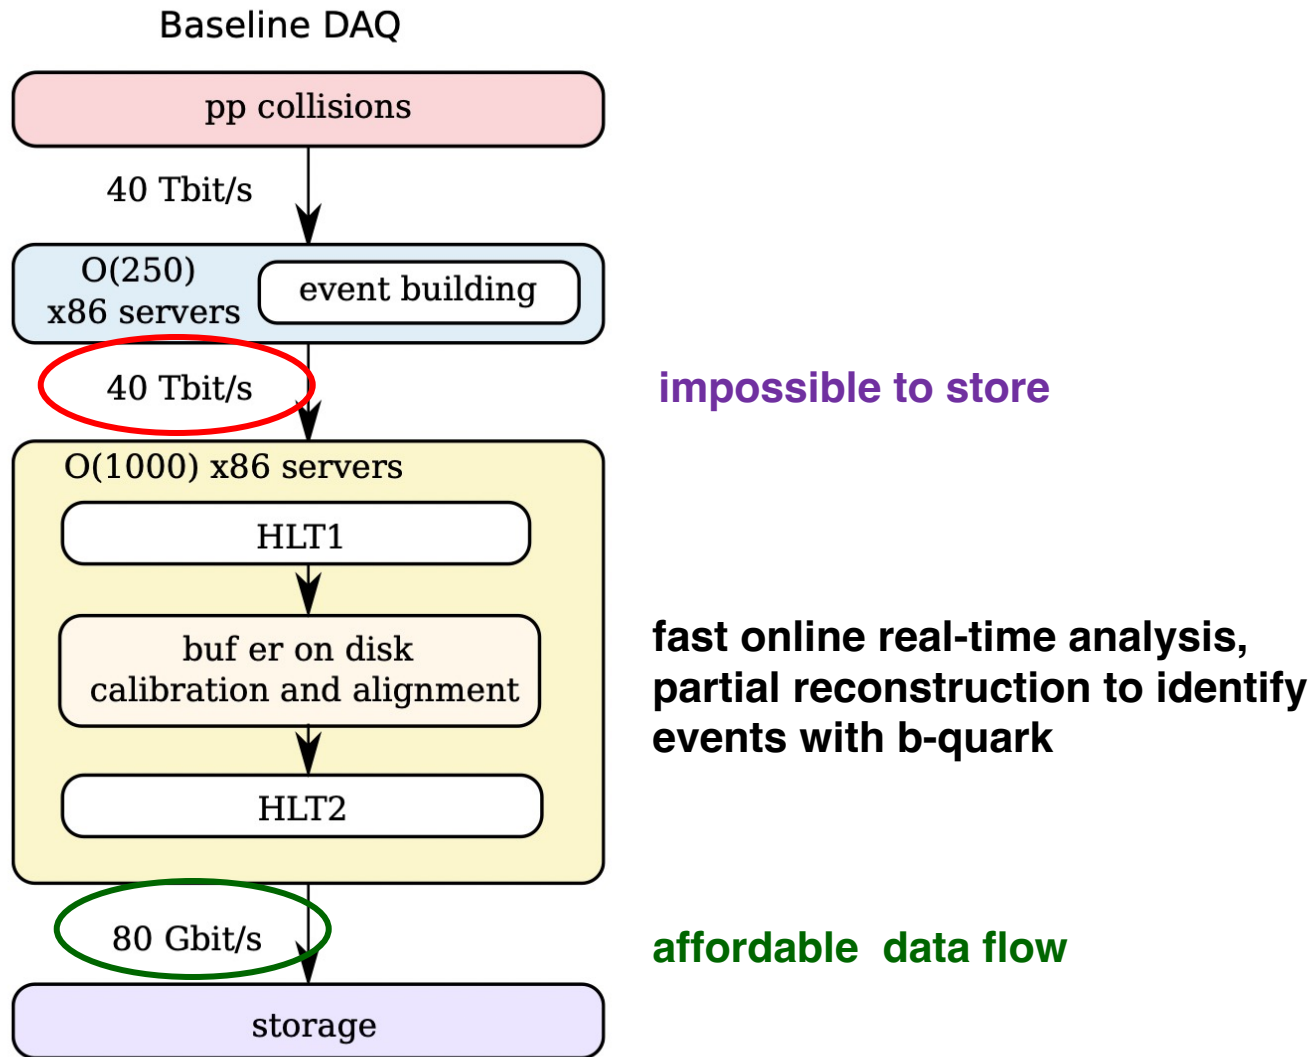 Baseline DAQ
pp collisions
40 Tbit/s
O(250)
x86 servers
event building
40 Tbit/s
impossible to store
O(1000) x86 servers
HLT1
buf er on disk
calibration and alignment
fast online real-time analysis,
partial reconstruction to identify
events with b-quark
HLT2
80 Gbit/s
affordable data flow
storage